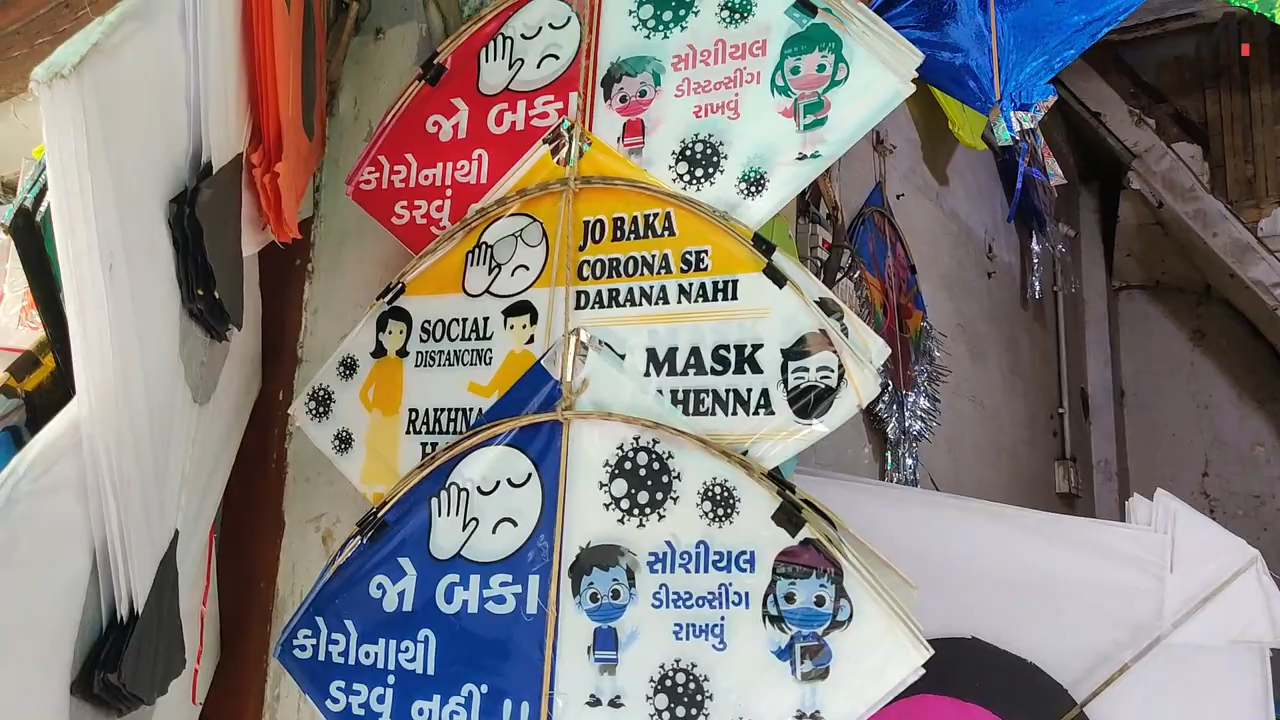 જો બકા
કોરોનાથી
ડરવું
સોશીયલ
ડીસ્ટન્સીંગ
રાખવું
JO BAKA
CORONA SE
DARANA NAHI
SOCIAL
DISTANCING
RAKHNA
MASK
જો બકા
કોરોનાથી
ડરવું નહીં !!
સોશીયલ
ડીસ્ટન્સીંગ
રાખવું